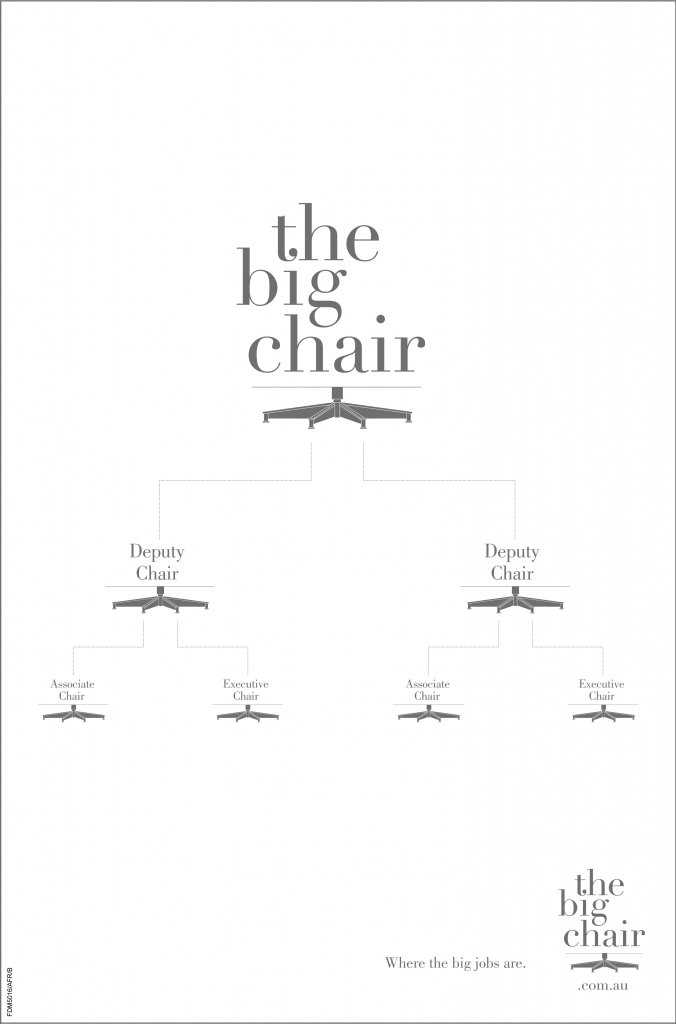 the
big
chair
Deputy
Chair
Deputy
Chair
Associate
Chair
Executive
Chair
Associate
Chair
Executive
Chair
the
big
chair
Where the big jobs are.
.com.au
FDM5016/AFR/B